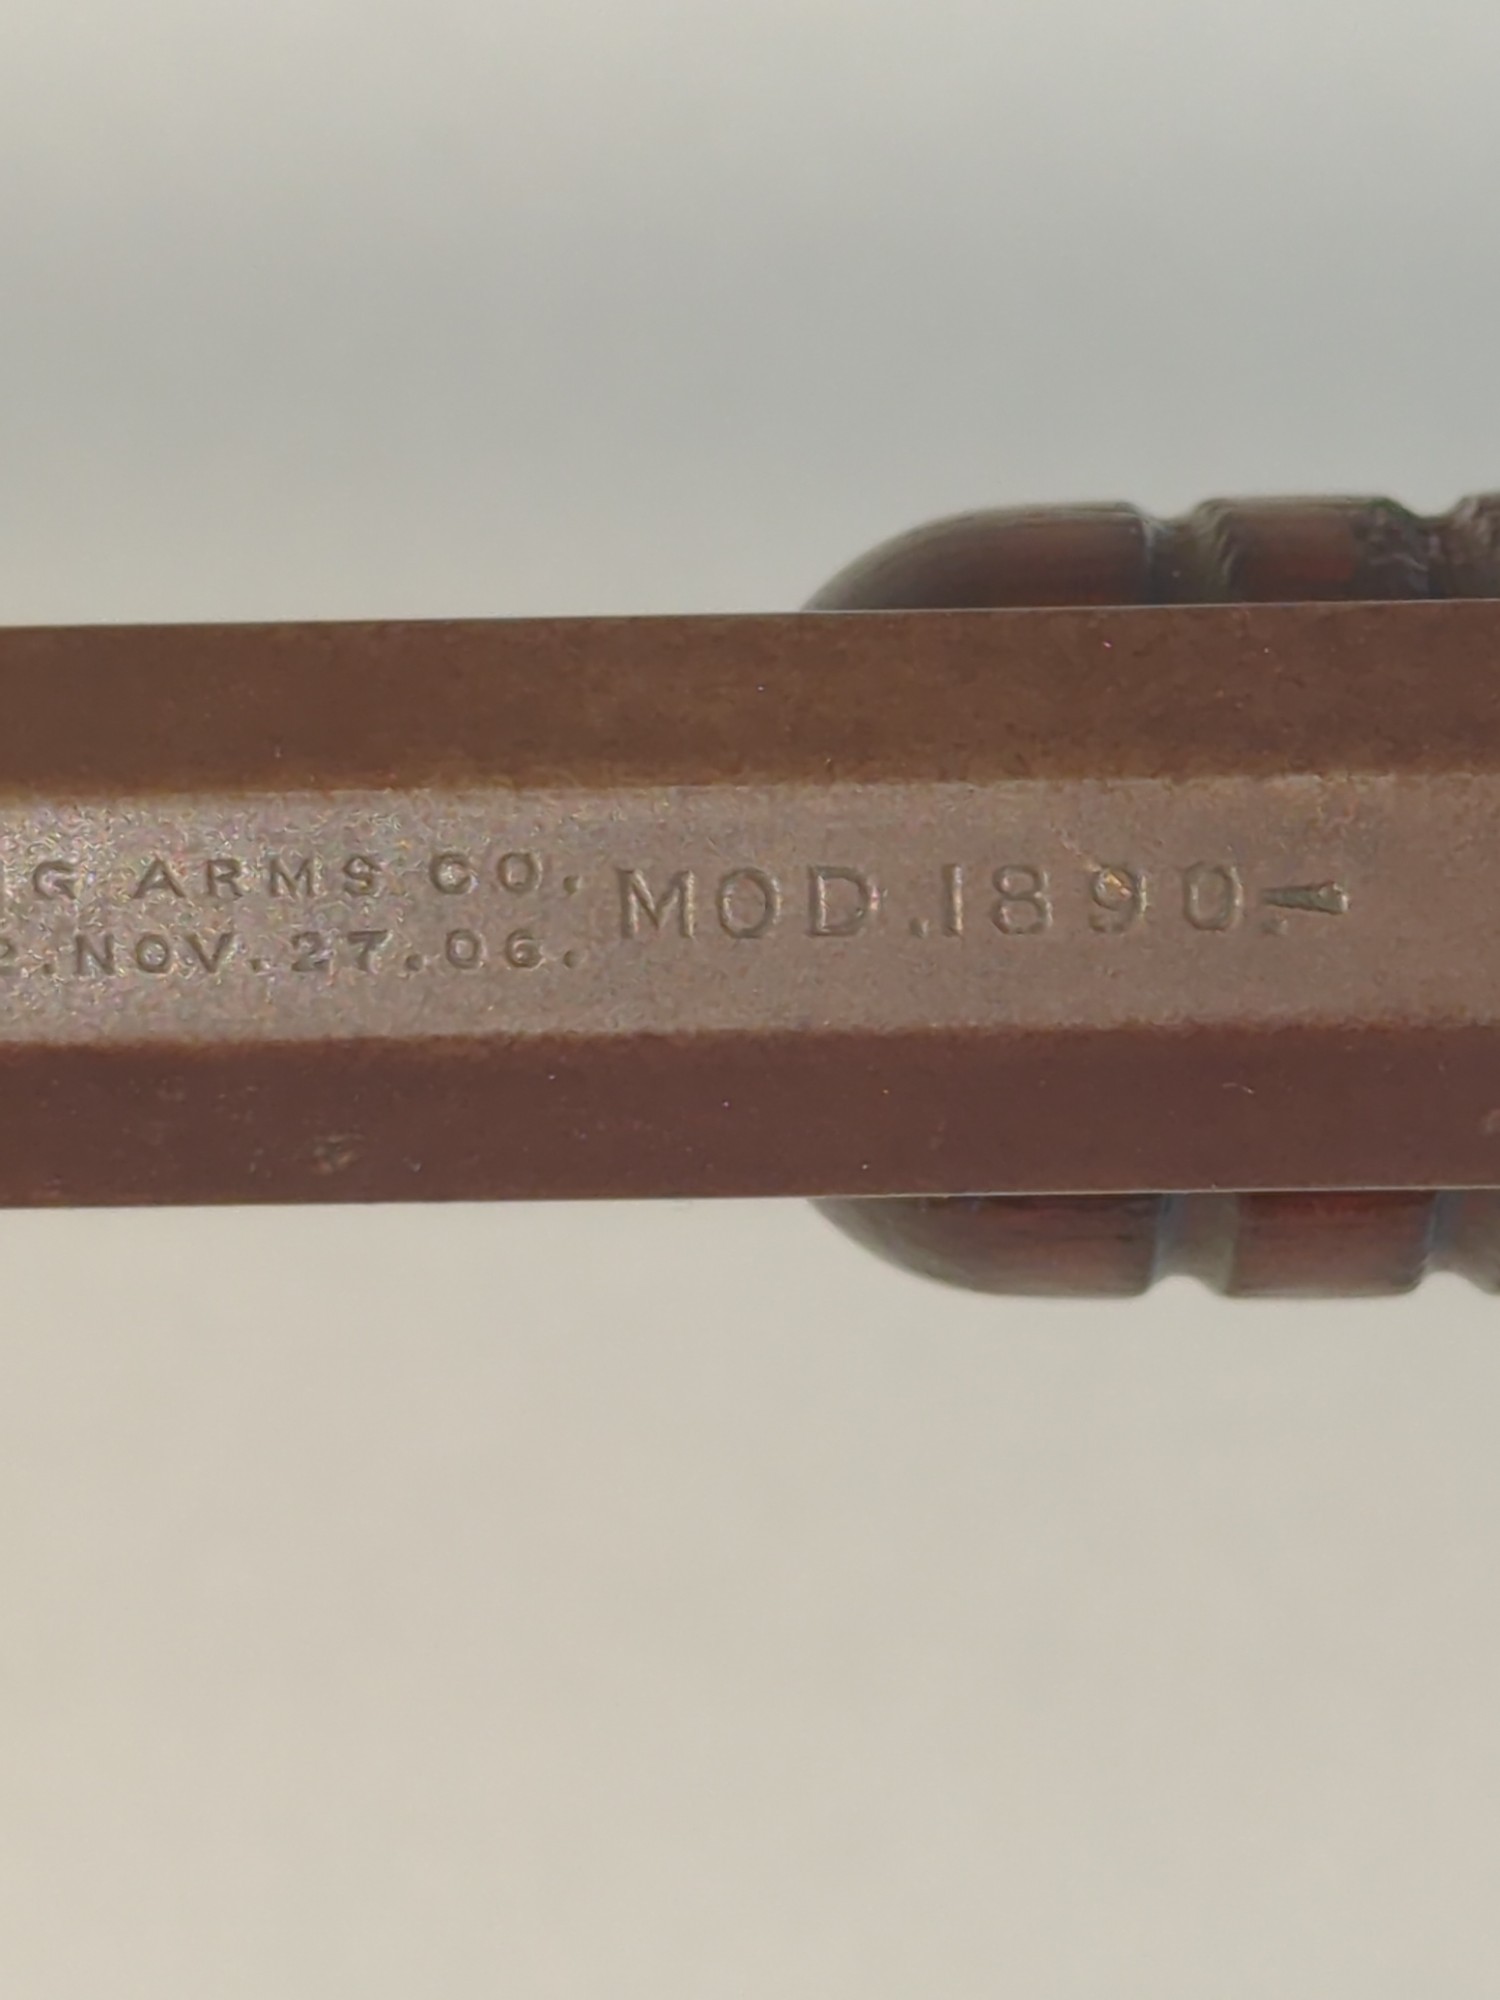 G ARMS CO.
2.NOV.27.06.
MOD.1890.